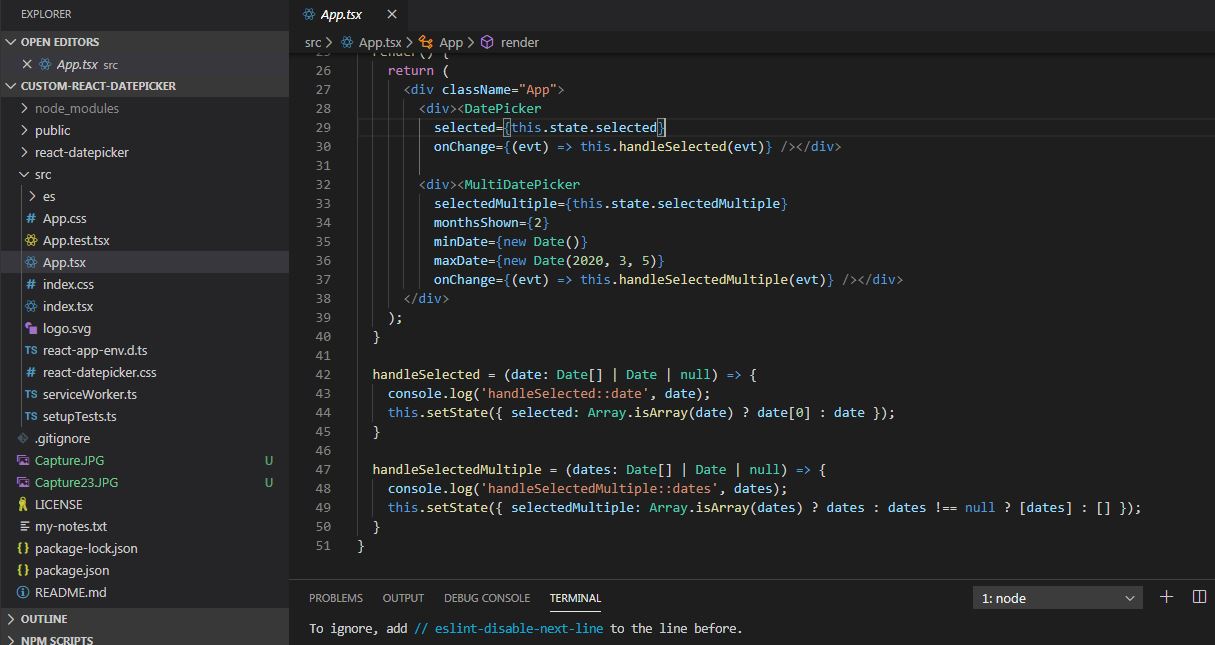 EXPLORER
OPEN EDITORS
App.tsx src
CUSTOM-REACT-DATEPICKER
node_modules
public
react-datepicker
src
es
# App.css
App.test.tsx
App.tsx
# index.css
index.tsx
logo.svg
TS react-app-env.d.ts
# react-datepicker.css
TS serviceWorker.ts
TS setupTests.ts
.gitignore
Capture.JPG U
Capture23.JPG U
LICENSE
my-notes.txt
{} package-lock.json
{} package.json
README.md
OUTLINE
NPM SCRIPTS
App.tsx
src > App.tsx > App > render
25 render() {
26 return (
27 <div className="App">
28 <div><DatePicker
29 selected={this.state.selected}
30 onChange={(evt) => this.handleSelected(evt)} /></div>
31
32 <div><MultiDatePicker
33 selectedMultiple={this.state.selectedMultiple}
34 monthsShown={2}
35 minDate={new Date()}
36 maxDate={new Date(2020, 3, 5)}
37 onChange={(evt) => this.handleSelectedMultiple(evt)} /></div>
38 </div>
39 );
40 }
41
42 handleSelected = (date: Date[] | Date | null) => {
43 console.log('handleSelected::date', date);
44 this.setState({ selected: Array.isArray(date) ? date[0] : date });
45 }
46
47 handleSelectedMultiple = (dates: Date[] | Date | null) => {
48 console.log('handleSelectedMultiple::dates', dates);
49 this.setState({ selectedMultiple: Array.isArray(dates) ? dates : dates !== null ? [dates] : [] });
50 }
51 }
PROBLEMS OUTPUT DEBUG CONSOLE TERMINAL
1: node
To ignore, add // eslint-disable-next-line to the line before.